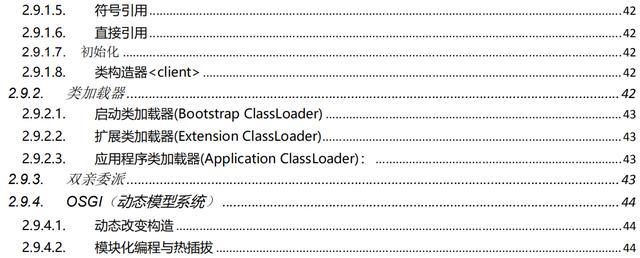 2.9.1.5. 符号引用 ........ 42
2.9.1.6. 直接引用 ........ 42
2.9.1.7. 初始化 ........ 42
2.9.1.8. 类构造器<client> ........ 42
2.9.2. 类加载器 ........ 42
2.9.2.1. 启动类加载器(Bootstrap ClassLoader) ........ 43
2.9.2.2. 扩展类加载器(Extension ClassLoader) ........ 43
2.9.2.3. 应用程序类加载器(Application ClassLoader)： ........ 43
2.9.3. 双亲委派 ........ 43
2.9.4. OSGI（动态模型系统） ........ 44
2.9.4.1. 动态改变构造 ........ 44
2.9.4.2. 模块化编程与热插拔 ........ 44